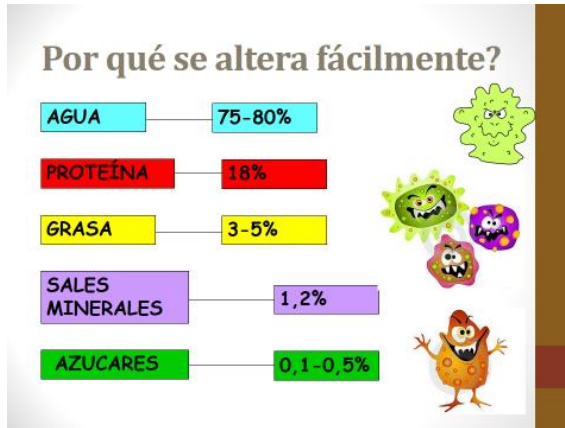 Por qué se altera fácilmente?
AGUA 75-80%
PROTEÍNA 18%
GRASA 3-5%
SALES
MINERALES 1,2%
AZUCARES 0,1-0,5%